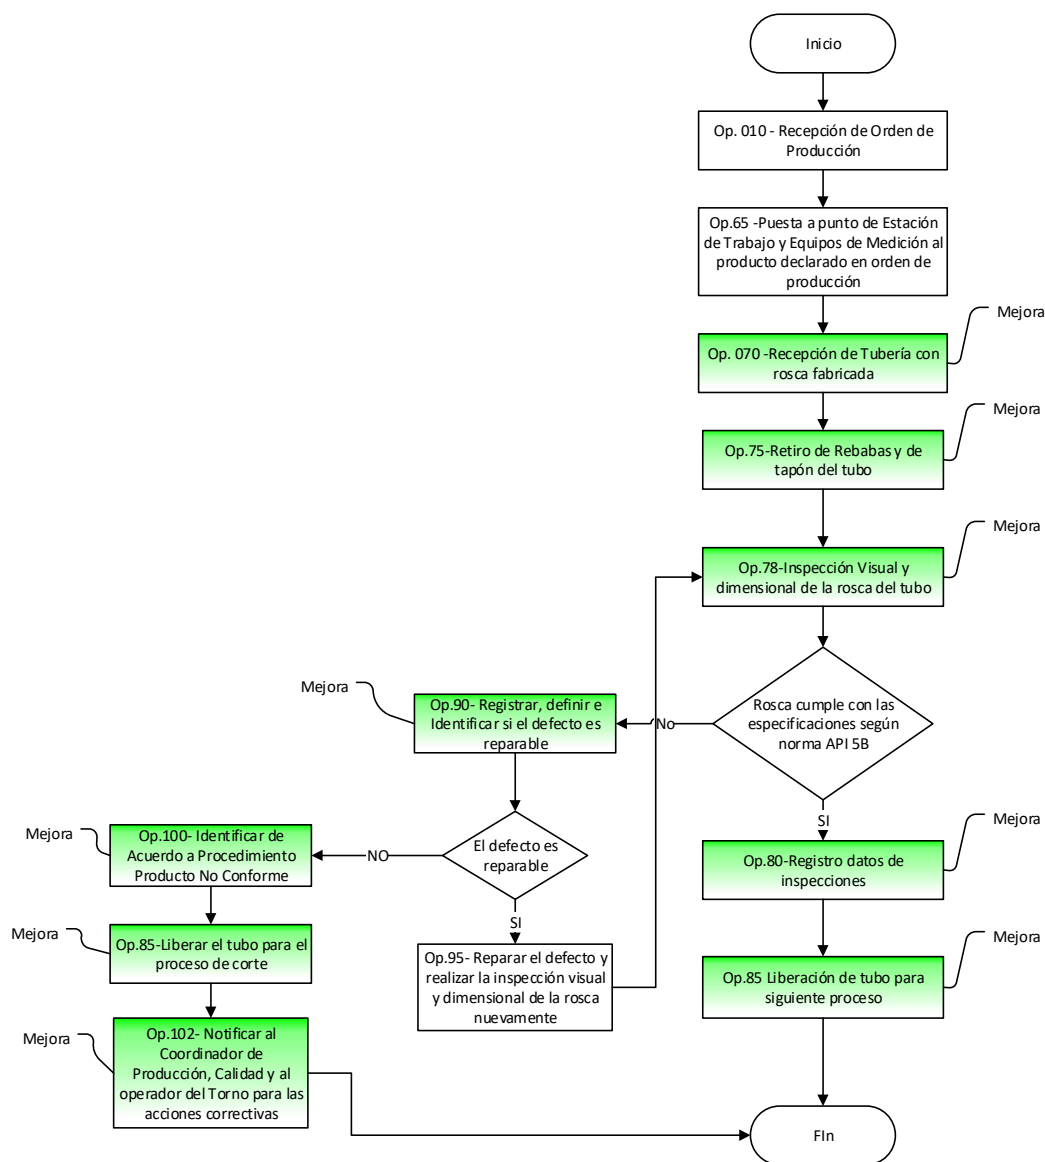 Inicio
Op. 010 - Recepción de Orden de
Producción
Op.65 -Puesta a punto de Estación
de Trabajo y Equipos de Medición al
producto declarado en orden de
producción
Mejora
Op. 070 -Recepción de Tubería con
rosca fabricada
Mejora
Op.75-Retiro de Rebabas y de
tapón del tubo
Mejora
Op.78-Inspección Visual y
dimensional de la rosca del tubo
Rosca cumple con las
especificaciones según
norma API 5B
No
Mejora
Op.90- Registrar, definir e
Identificar si el defecto es
reparable
SI
Mejora
Op.80-Registro datos de
inspecciones
El defecto es
reparable
NO
Mejora
Op.100- Identificar de
Acuerdo a Procedimiento
Producto No Conforme
SI
Op.95- Reparar el defecto y
realizar la inspección visual
y dimensional de la rosca
nuevamente
Mejora
Op.85-Liberar el tubo para el
proceso de corte
Mejora
Op.85 Liberación de tubo para
siguiente proceso
Mejora
Op.102- Notificar al
Coordinador de
Producción, Calidad y al
operador del Torno para las
acciones correctivas
FIn